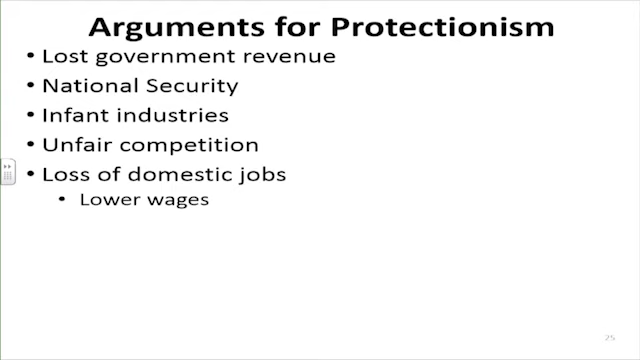 Arguments for Protectionism
• Lost government revenue
• National Security
• Infant industries
• Unfair competition
• Loss of domestic jobs
• Lower wages
25